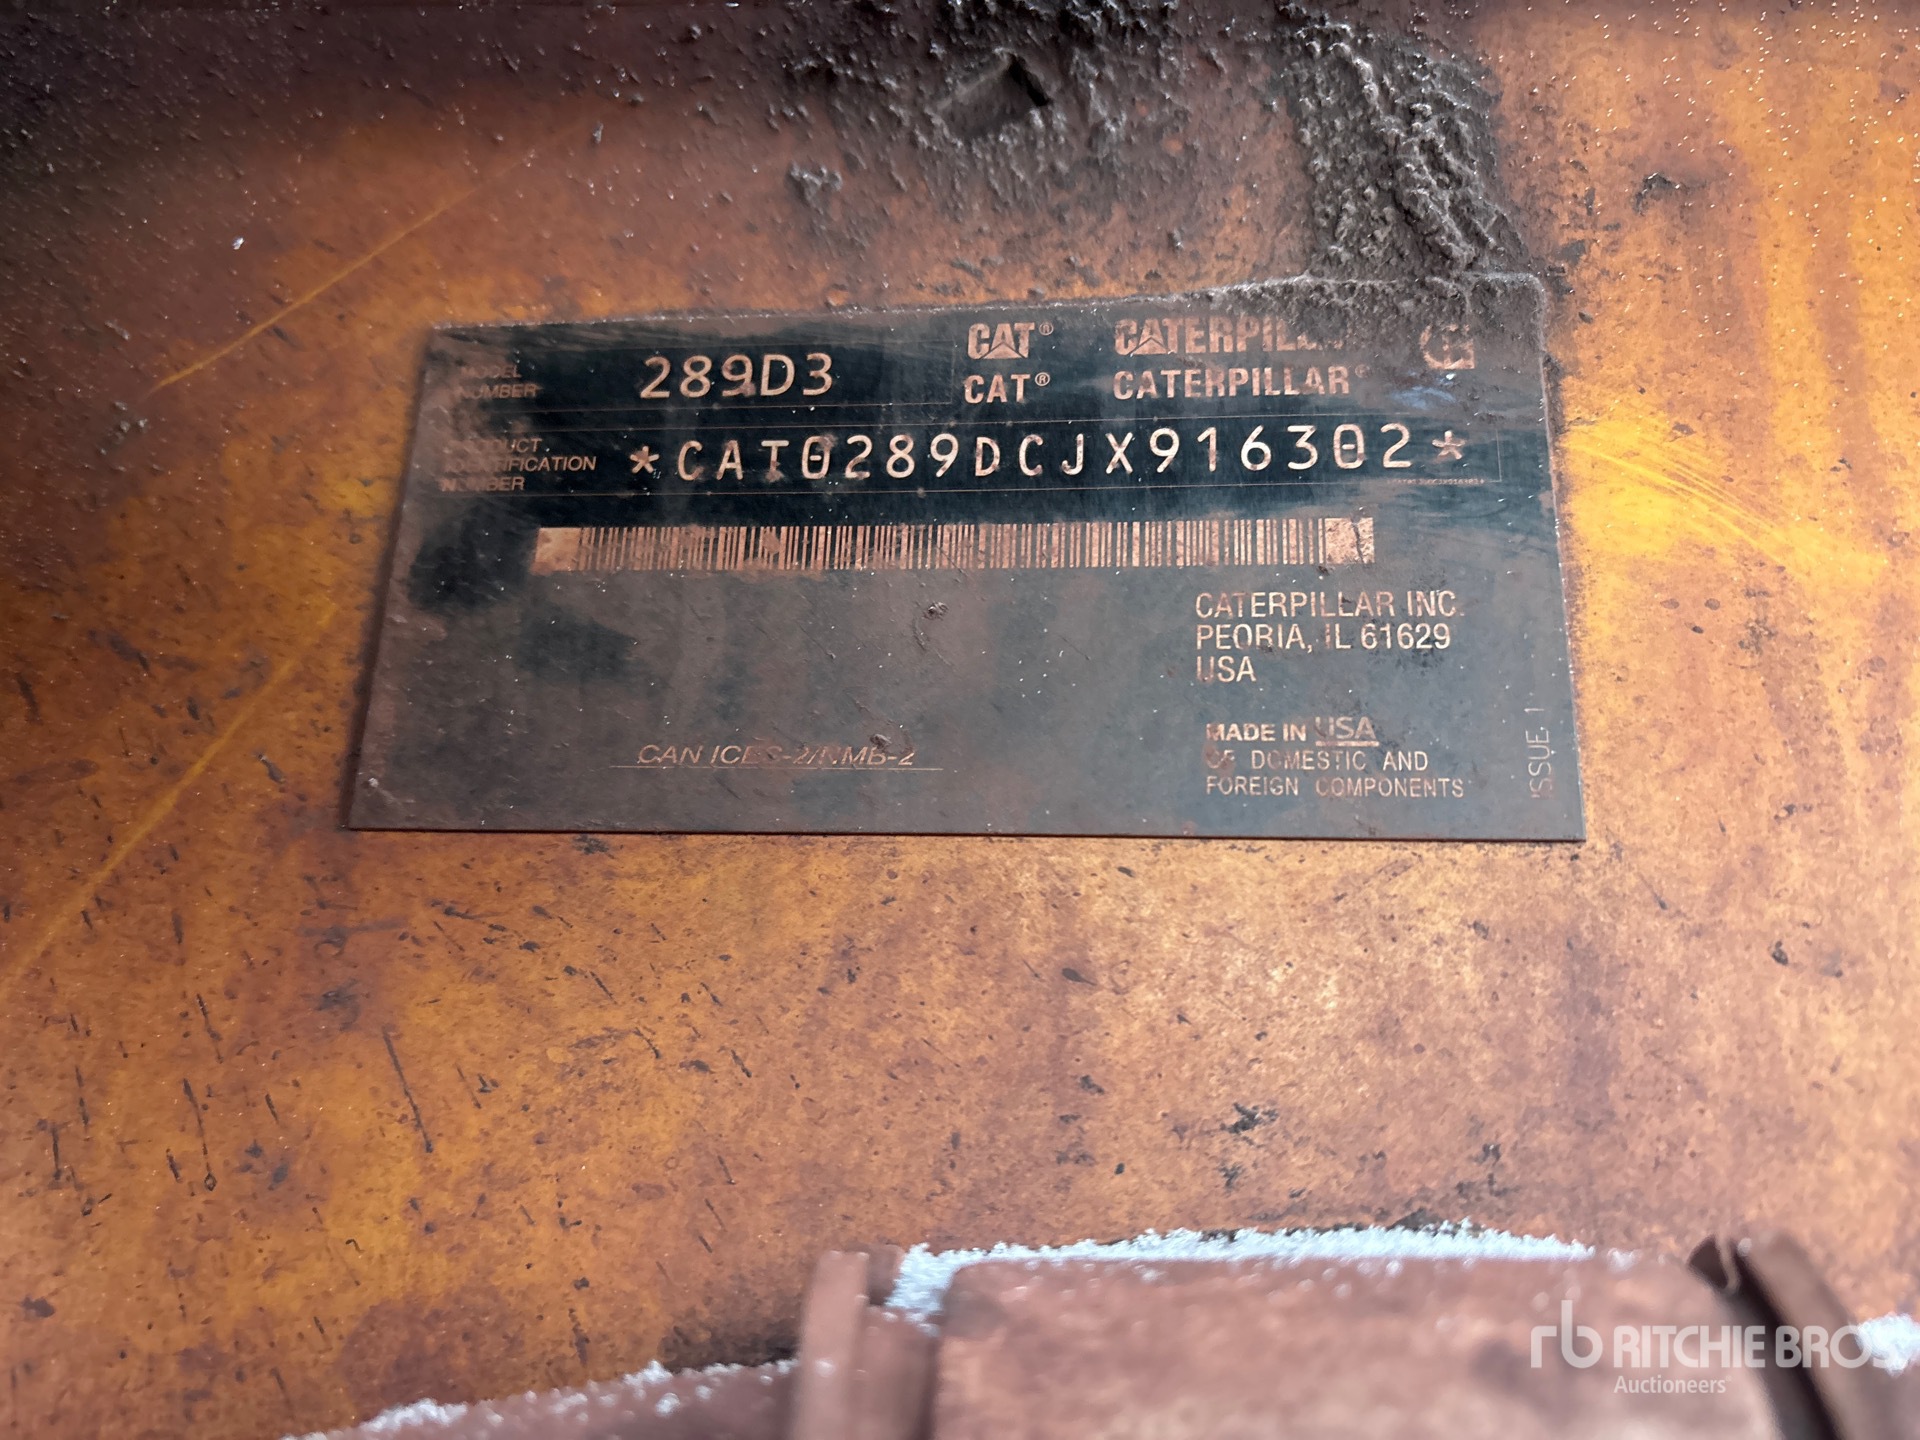 MODEL NUMBER 289D3 CAT® CATERPILLAR
CAT® CATERPILLAR®
PRODUCT IDENTIFICATION NUMBER *CAT0289DCJX916302*
CATERPILLAR INC.
PEORIA, IL 61629
USA
CAN ICES-2/NMB-2
MADE IN USA
OF DOMESTIC AND
FOREIGN COMPONENTS
ISSUE 1
rb RITCHIE BROS
Auctioneers